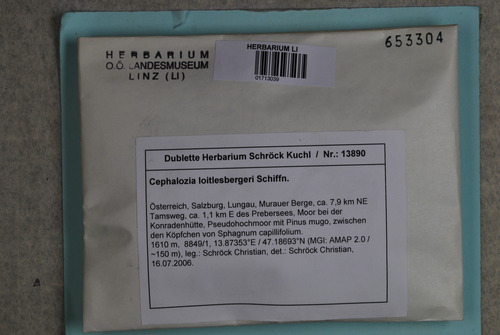 HERBARIUM
O.Ö. LANDESMUSEUM
LINZ (LI)
HERBARIUM LI
01713039
653304
Dublette Herbarium Schröck Kuchl / Nr.: 13890
Cephalozia loitlesbergeri Schiffn.
Österreich, Salzburg, Lungau, Murauer Berge, ca. 7,9 km NE
Tamsweg, ca. 1,1 km E des Prebersees, Moor bei der
Konradenhütte, Pseudohochmoor mit Pinus mugo, zwischen
den Köpfchen von Sphagnum capillifolium.
1610 m, 8849/1, 13.87353°E / 47.18693°N (MGI: AMAP 2.0 /
~150 m), leg.: Schröck Christian, det.: Schröck Christian,
16.07.2006.